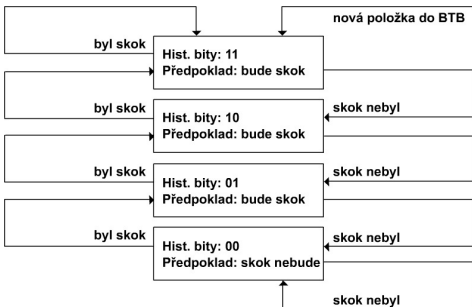 nová položka do BTB
byl skok
Hist. bity: 11
Předpoklad: bude skok
byl skok
skok nebyl
Hist. bity: 10
Předpoklad: bude skok
byl skok
skok nebyl
Hist. bity: 01
Předpoklad: bude skok
byl skok
skok nebyl
Hist. bity: 00
Předpoklad: skok nebude
skok nebyl